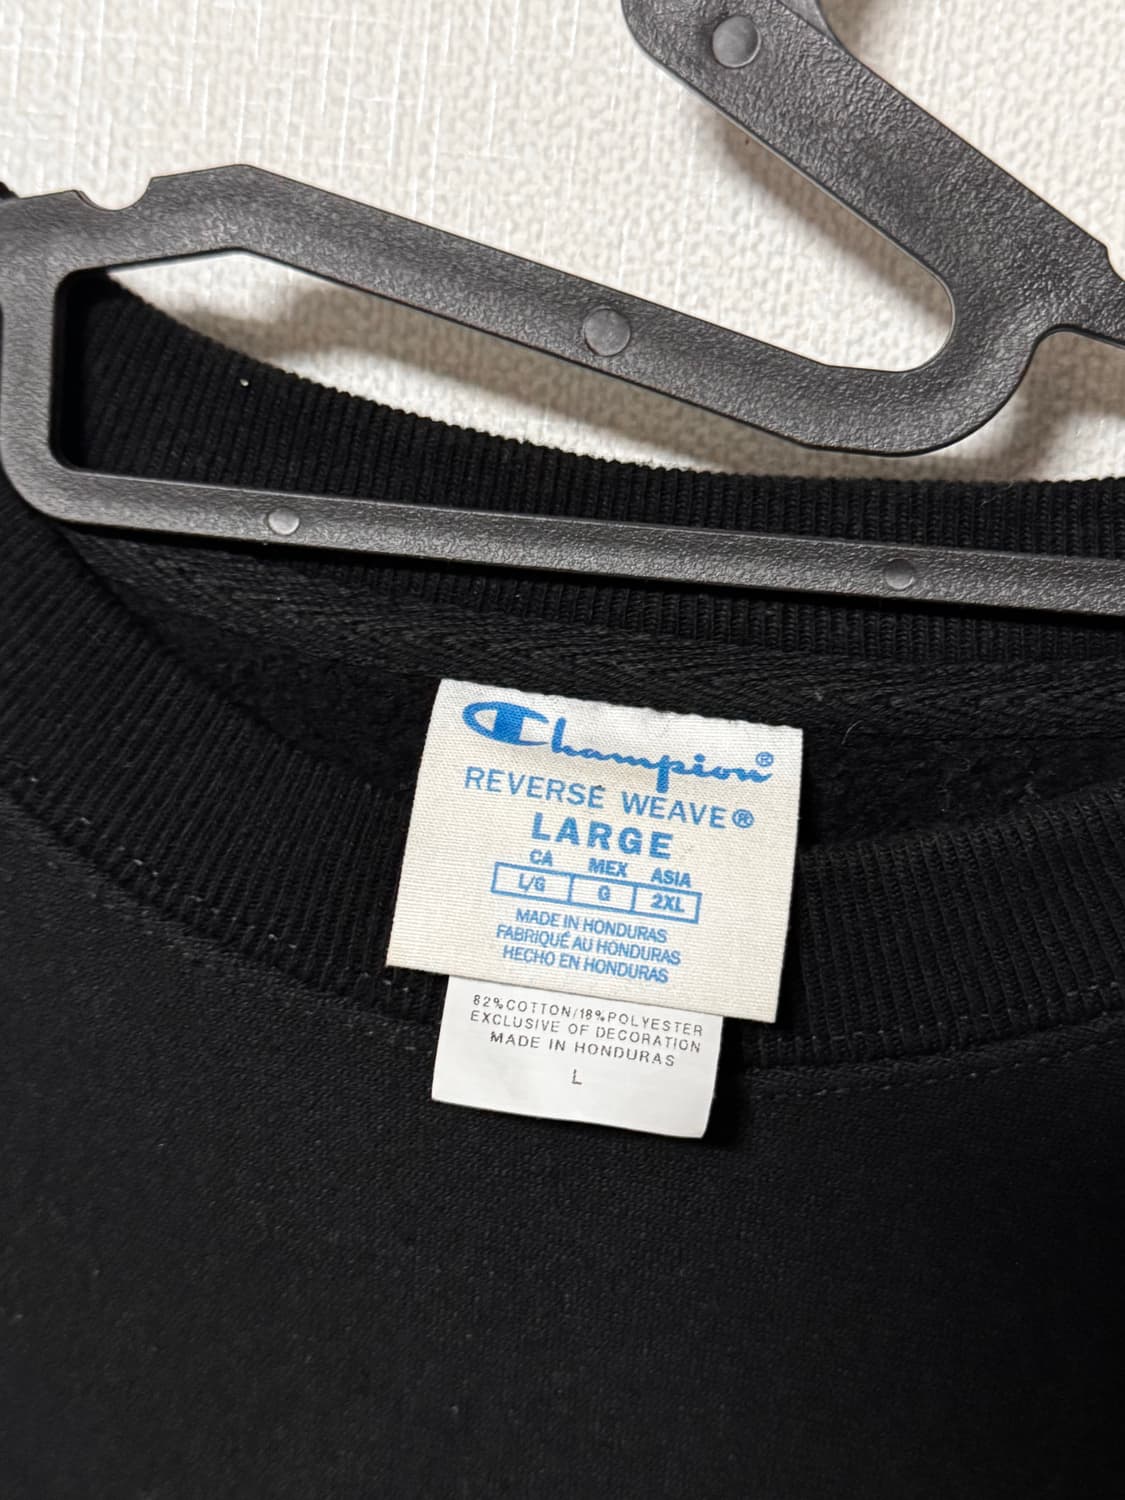 Champion®
REVERSE WEAVE®
LARGE
CA MEX ASIA
L/G G 2XL
MADE IN HONDURAS
FABRIQUÉ AU HONDURAS
HECHO EN HONDURAS
82%COTTON/18%POLYESTER
EXCLUSIVE OF DECORATION
MADE IN HONDURAS
L